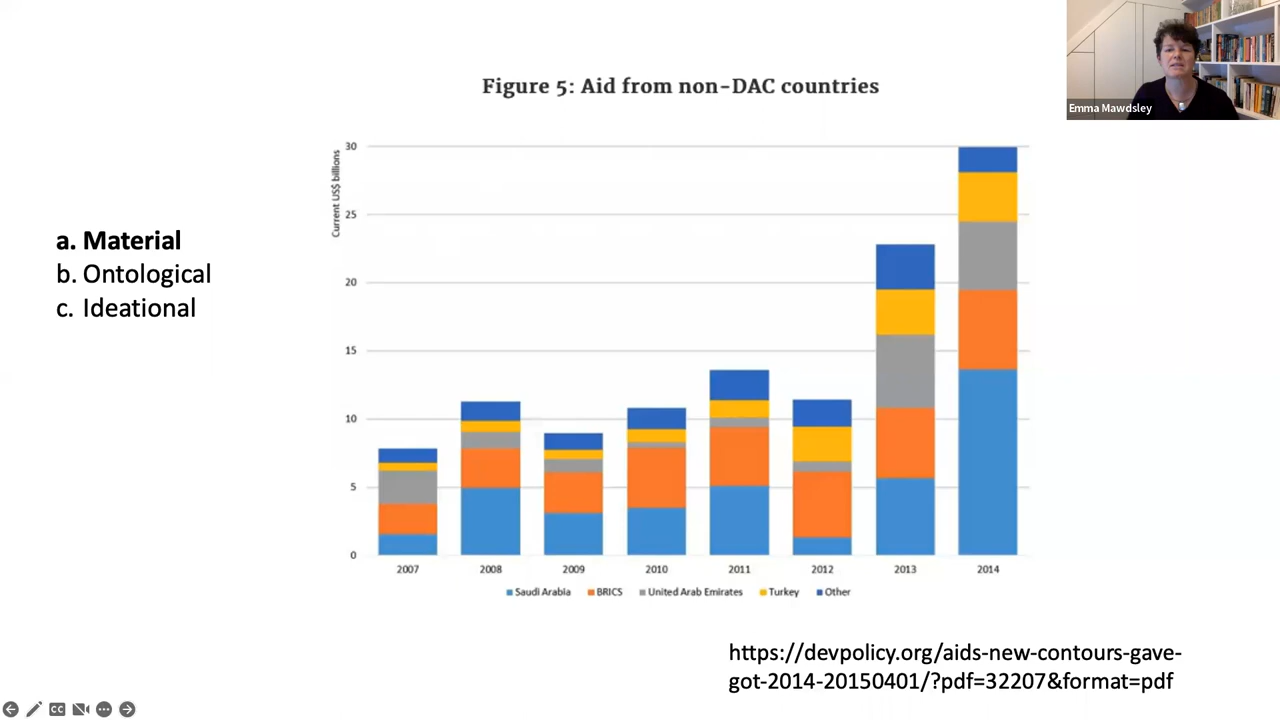 Emma Mawdsley
Figure 5: Aid from non-DAC countries
a. Material
b. Ontological
c. Ideational
Current US$ billions
30
25
20
15
10
5
0
2007 2008 2009 2010 2011 2012 2013 2014
Saudi Arabia BRICS United Arab Emirates Turkey Other
https://devpolicy.org/aids-new-contours-gave-
got-2014-20150401/?pdf=32207&format=pdf
CC